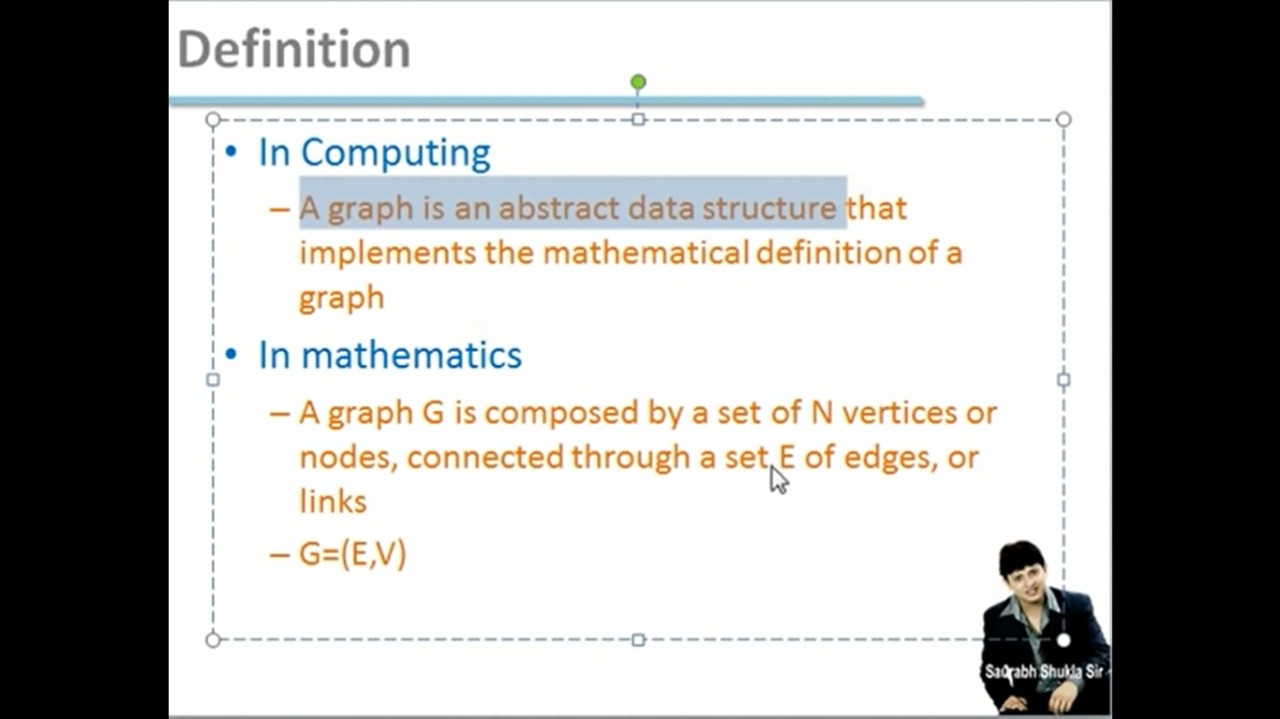 Definition
• In Computing
– A graph is an abstract data structure that
implements the mathematical definition of a
graph
• In mathematics
– A graph G is composed by a set of N vertices or
nodes, connected through a set E of edges, or
links
– G=(E,V)
Saurabh Shukla Sir